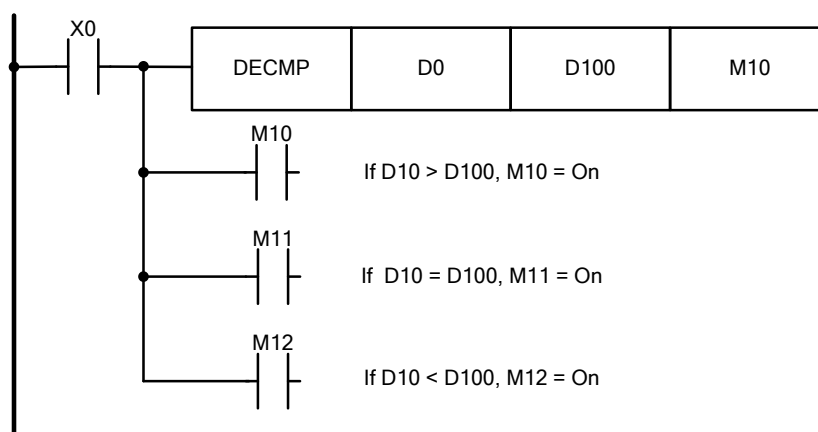 X0
DECMP D0 D100 M10
M10
If D10 > D100, M10 = On
M11
If D10 = D100, M11 = On
M12
If D10 < D100, M12 = On